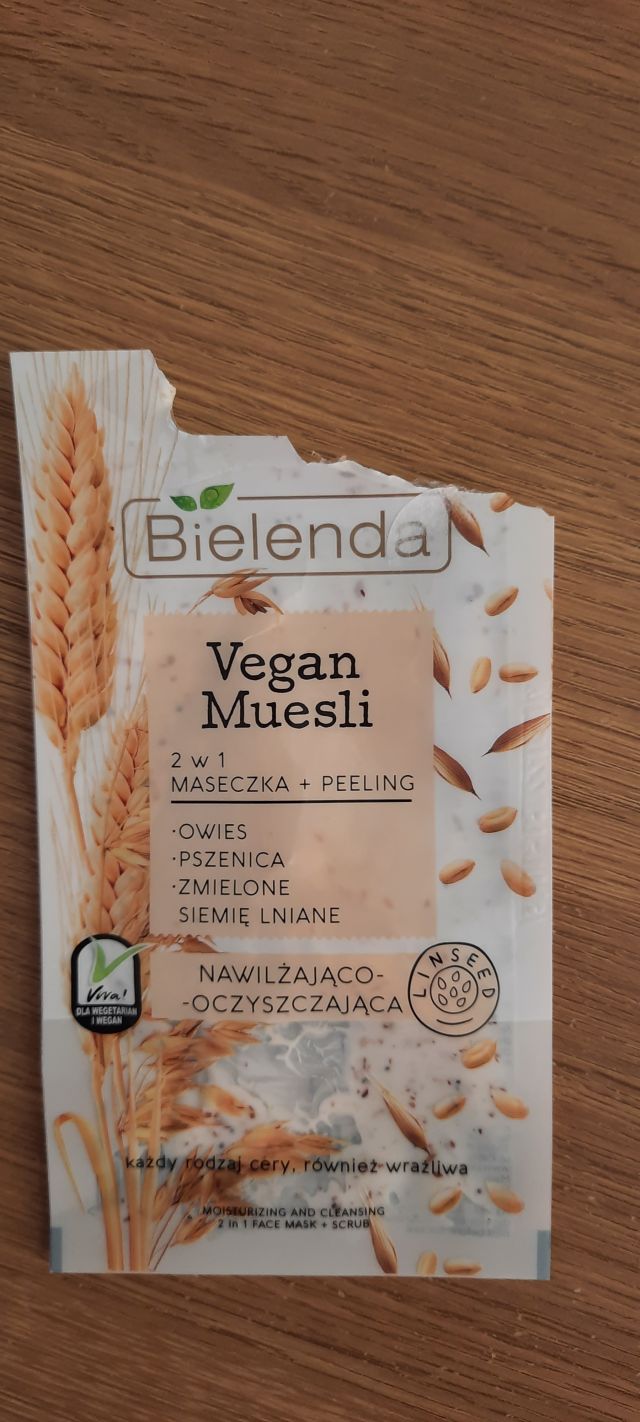 Bielenda
Vegan
Muesli
2 w 1
MASECZKA + PEELING
·OWIES
·PSZENICA
·ZMIELONE
SIEMIĘ LNIANE
NAWILŻAJĄCO-
-OCZYSZCZAJĄCA
LINSEED
Viva!
DLA WEGETARIAN
I WEGAN
każdy rodzaj cery, również wrażliwa
MOISTURIZING AND CLEANSING
2 in 1 FACE MASK + SCRUB